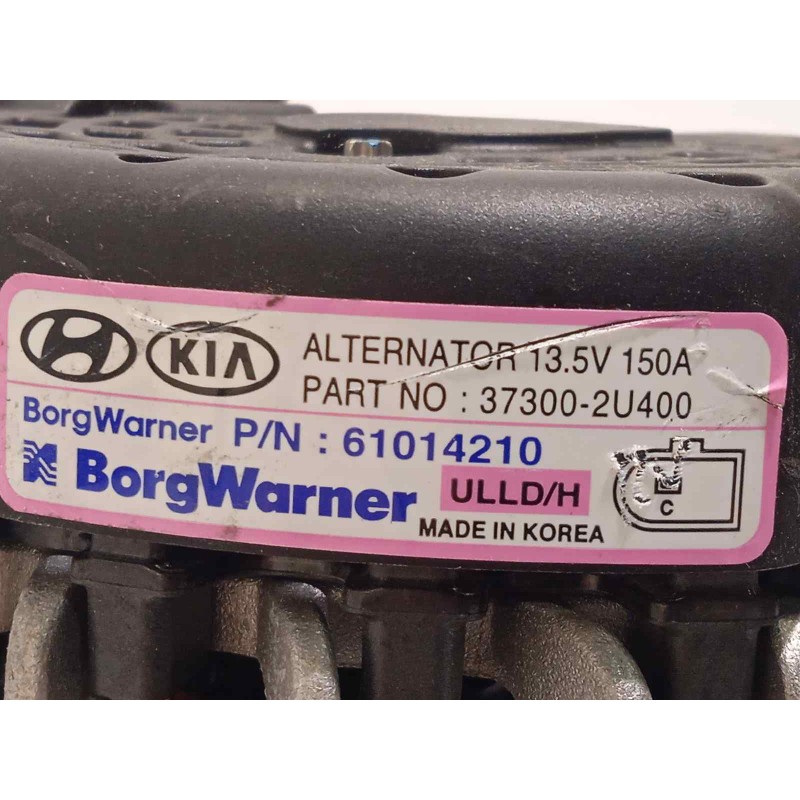 KIA ALTERNATOR 13.5V 150A
PART NO : 37300-2U400
BorgWarner P/N : 61014210
BorgWarner ULLD/H
MADE IN KOREA
C